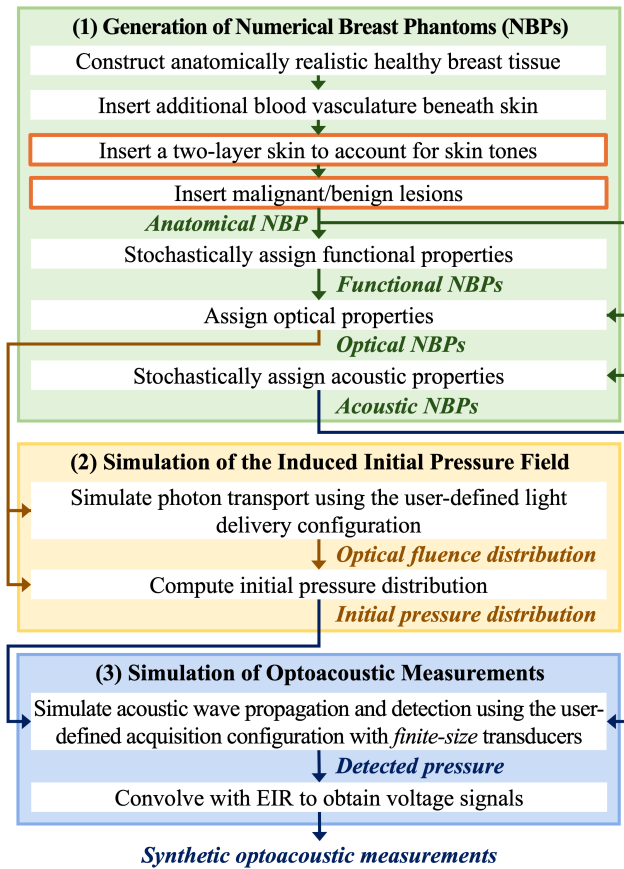 (1) Generation of Numerical Breast Phantoms (NBPs)
Construct anatomically realistic healthy breast tissue
Insert additional blood vasculature beneath skin
Insert a two-layer skin to account for skin tones
Insert malignant/benign lesions
Anatomical NBP
Stochastically assign functional properties
Functional NBPs
Assign optical properties
Optical NBPs
Stochastically assign acoustic properties
Acoustic NBPs
(2) Simulation of the Induced Initial Pressure Field
Simulate photon transport using the user-defined light
delivery configuration
Optical fluence distribution
Compute initial pressure distribution
Initial pressure distribution
(3) Simulation of Optoacoustic Measurements
Simulate acoustic wave propagation and detection using the user-
defined acquisition configuration with finite-size transducers
Detected pressure
Convolve with EIR to obtain voltage signals
Synthetic optoacoustic measurements